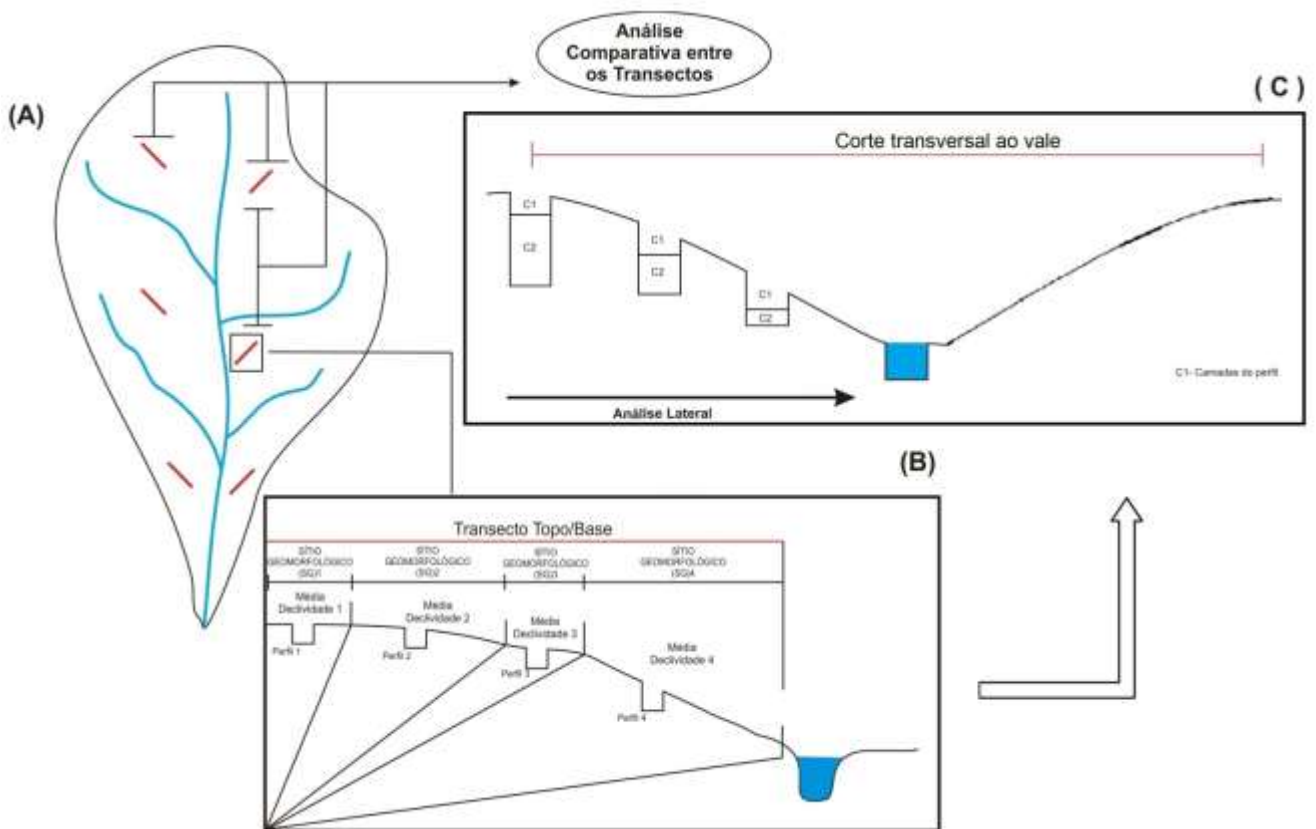 Análise
Comparativa entre
os Transectos
(A)
( C )
Corte transversal ao vale
C1
C2
C1
C2
C1
C2
C1- Camadas do perfil.
Análise Lateral
(B)
Transecto Topo/Base
SÍTIO
GEOMORFOLÓGICO
(SG)1
SÍTIO
GEOMORFOLÓGICO
(SG)2
SÍTIO
GEOMORFOLÓGICO
(SG)3
SÍTIO
GEOMORFOLÓGICO
(SG)4
Média
Declividade 1
Média
Declividade 2
Média
Declividade 3
Média
Declividade 4
Perfil 1
Perfil 2
Perfil 3
Perfil 4